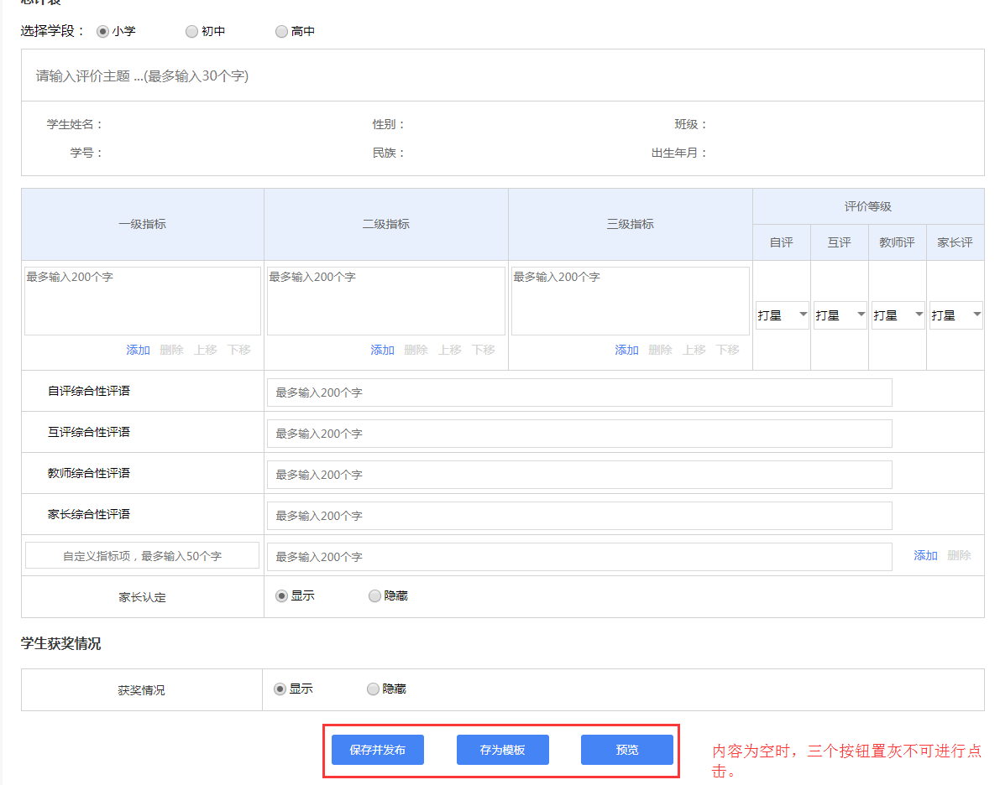 总评表
选择学段： 小学 初中 高中
请输入评价主题 ...(最多输入30个字)
学生姓名： 性别： 班级：
学号： 民族： 出生年月：
一级指标 二级指标 三级指标 评价等级
自评 互评 教师评 家长评
最多输入200个字 最多输入200个字 最多输入200个字
打星 打星 打星 打星
添加 删除 上移 下移 添加 删除 上移 下移 添加 删除 上移 下移
自评综合性评语 最多输入200个字
互评综合性评语 最多输入200个字
教师综合性评语 最多输入200个字
家长综合性评语 最多输入200个字
自定义指标项，最多输入50个字 最多输入200个字 添加 删除
家长认定 显示 隐藏
学生获奖情况
获奖情况 显示 隐藏
保存并发布 存为模板 预览
内容为空时，三个按钮置灰不可进行点
击。